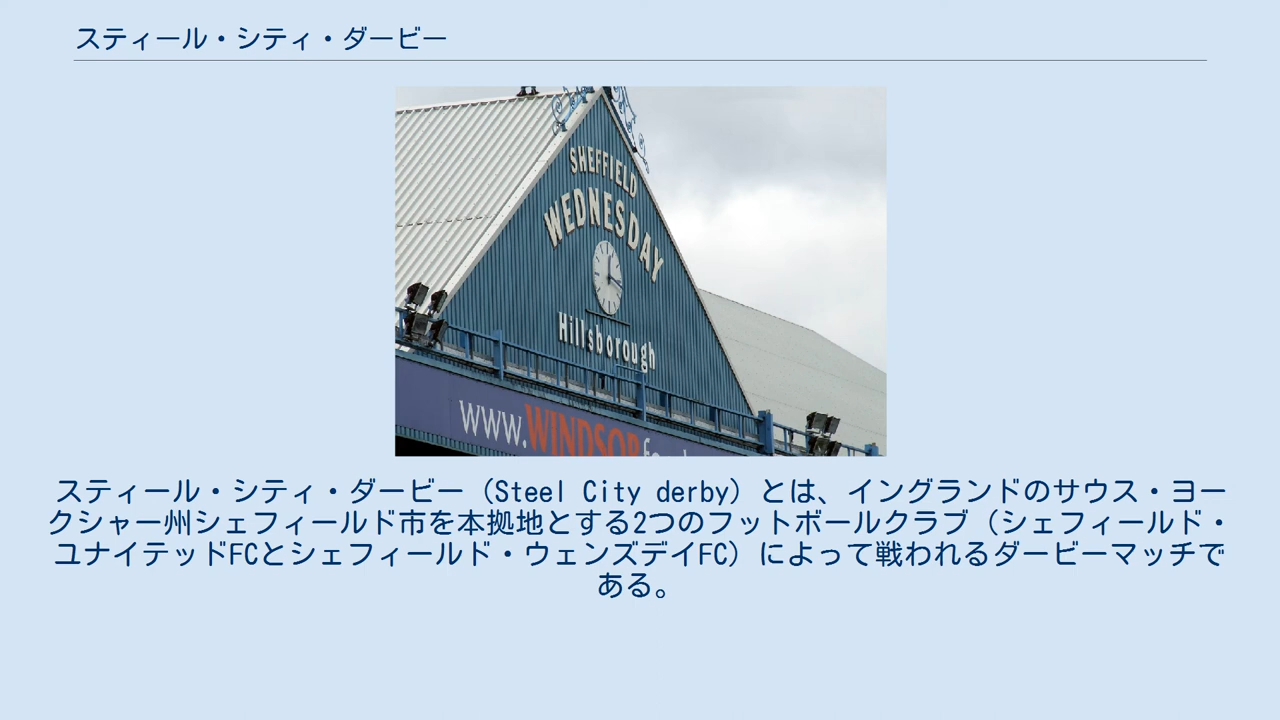 スティール・シティ・ダービー
SHEFFIELD
WEDNESDAY
Hillsborough
www.WINDSOR
スティール・シティ・ダービー（Steel City derby）とは、イングランドのサウス・ヨー
クシャー州シェフィールド市を本拠地とする2つのフットボールクラブ（シェフィールド・
ユナイテッドFCとシェフィールド・ウェンズデイFC）によって戦われるダービーマッチで
ある。